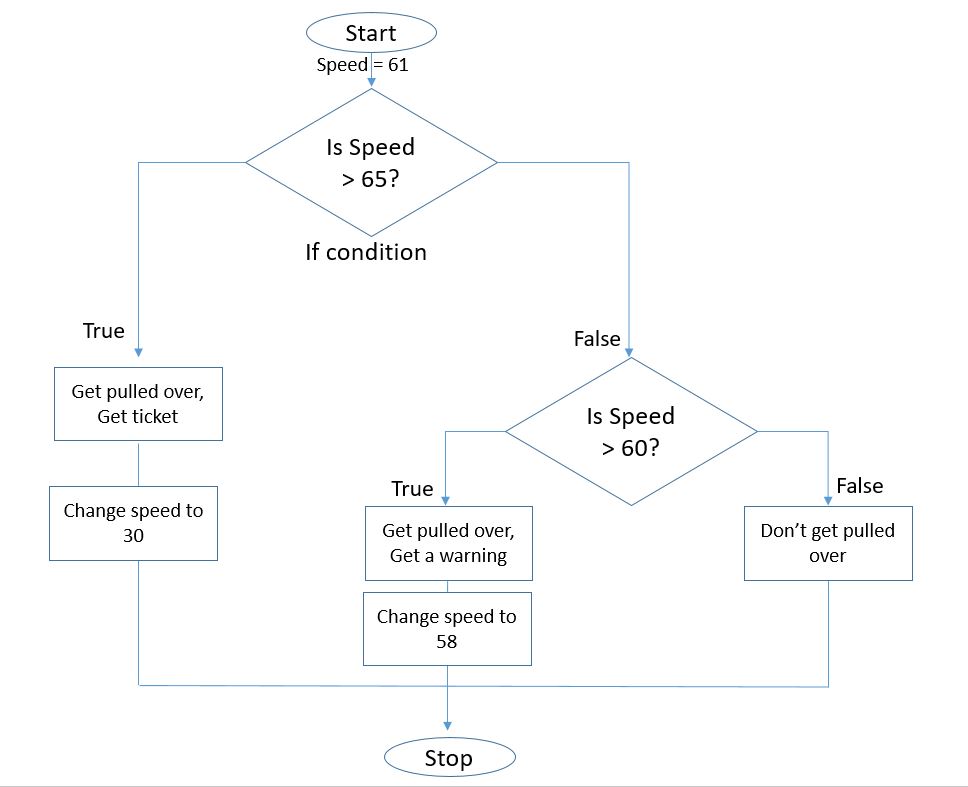 Start
Speed = 61
Is Speed
> 65?
If condition
True
False
Get pulled over,
Get ticket
Is Speed
> 60?
Change speed to
30
True
False
Get pulled over,
Get a warning
Don’t get pulled
over
Change speed to
58
Stop